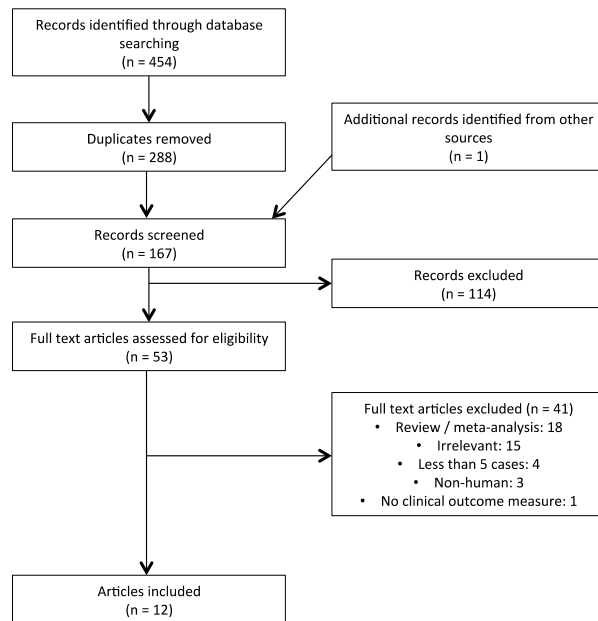 Records identified through database
searching
(n = 454)
Duplicates removed
(n = 288)
Additional records identified from other
sources
(n = 1)
Records screened
(n = 167)
Records excluded
(n = 114)
Full text articles assessed for eligibility
(n = 53)
Full text articles excluded (n = 41)
• Review / meta-analysis: 18
• Irrelevant: 15
• Less than 5 cases: 4
• Non-human: 3
• No clinical outcome measure: 1
Articles included
(n = 12)